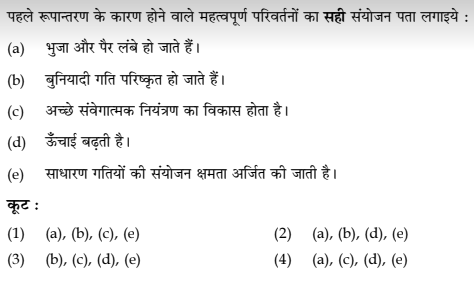 पहले रूपान्तरण के कारण होने वाले महत्वपूर्ण परिवर्तनों का सही संयोजन पता लगाइये :
(a) भुजा और पैर लंबे हो जाते हैं।
(b) बुनियादी गति परिष्कृत हो जाते हैं।
(c) अच्छे संवेगात्मक नियंत्रण का विकास होता है।
(d) ऊँचाई बढ़ती है।
(e) साधारण गतियों की संयोजन क्षमता अर्जित की जाती है।
कूट :
(1) (a), (b), (c), (e) (2) (a), (b), (d), (e)
(3) (b), (c), (d), (e) (4) (a), (c), (d), (e)